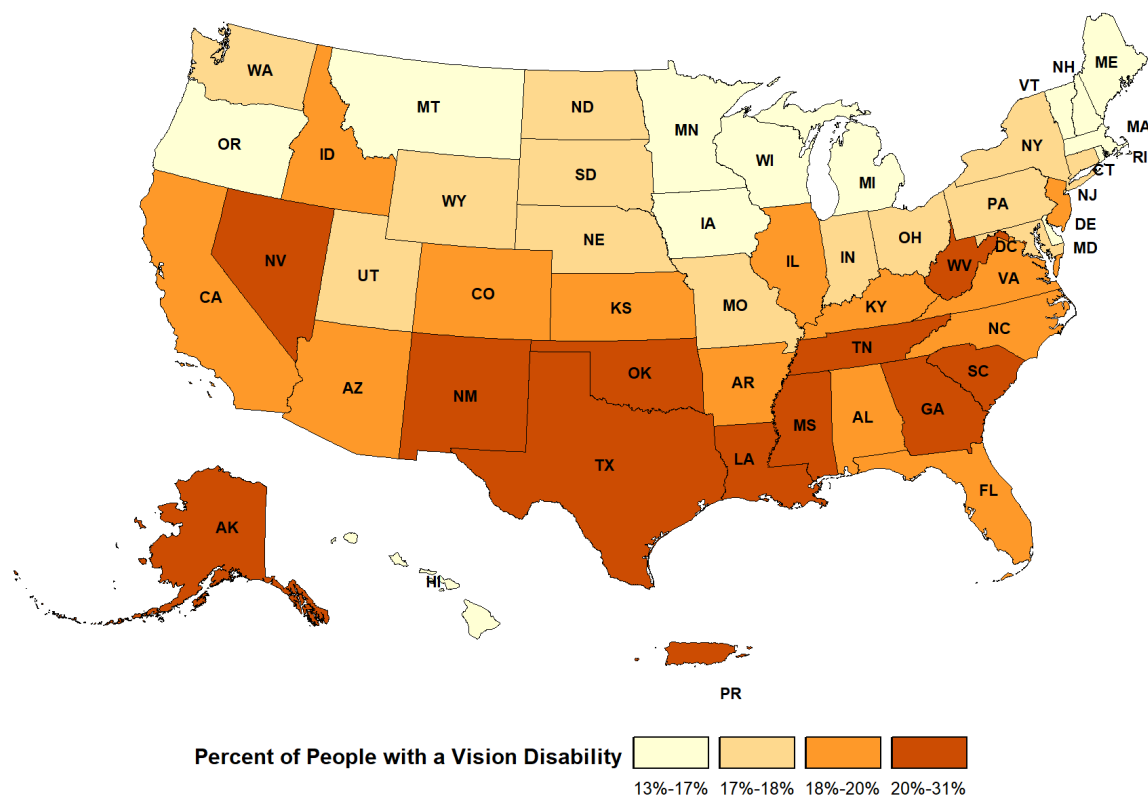 WA
MT
ND
MN
ME
NH
VT
OR
ID
WI
MA
NY
RI
SD
MI
CT
WY
NJ
PA
IA
NE
DE
OH
MD
NV
IL
IN
DC
WV
UT
VA
CO
CA
KS
MO
KY
NC
TN
OK
SC
AZ
AR
NM
GA
MS
AL
LA
TX
FL
AK
HI
PR
Percent of People with a Vision Disability
13%-17% 17%-18% 18%-20% 20%-31%